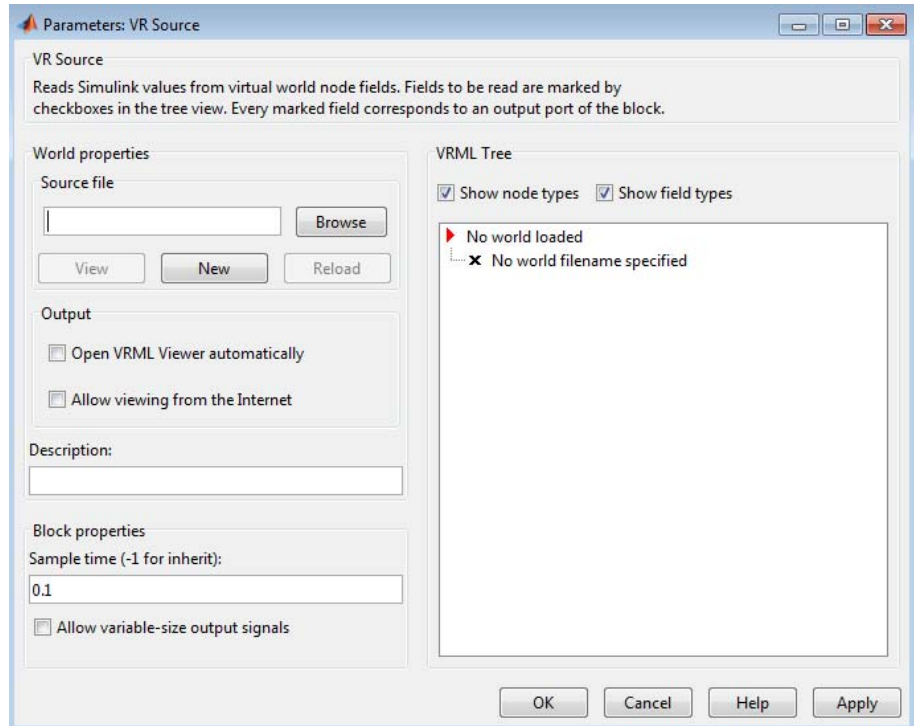 Parameters: VR Source
VR Source
Reads Simulink values from virtual world node fields. Fields to be read are marked by
checkboxes in the tree view. Every marked field corresponds to an output port of the block.
World properties
Source file
Browse
View New Reload
Output
Open VRML Viewer automatically
Allow viewing from the Internet
Description:
Block properties
Sample time (-1 for inherit):
0.1
Allow variable-size output signals
VRML Tree
Show node types Show field types
No world loaded
No world filename specified
OK Cancel Help Apply